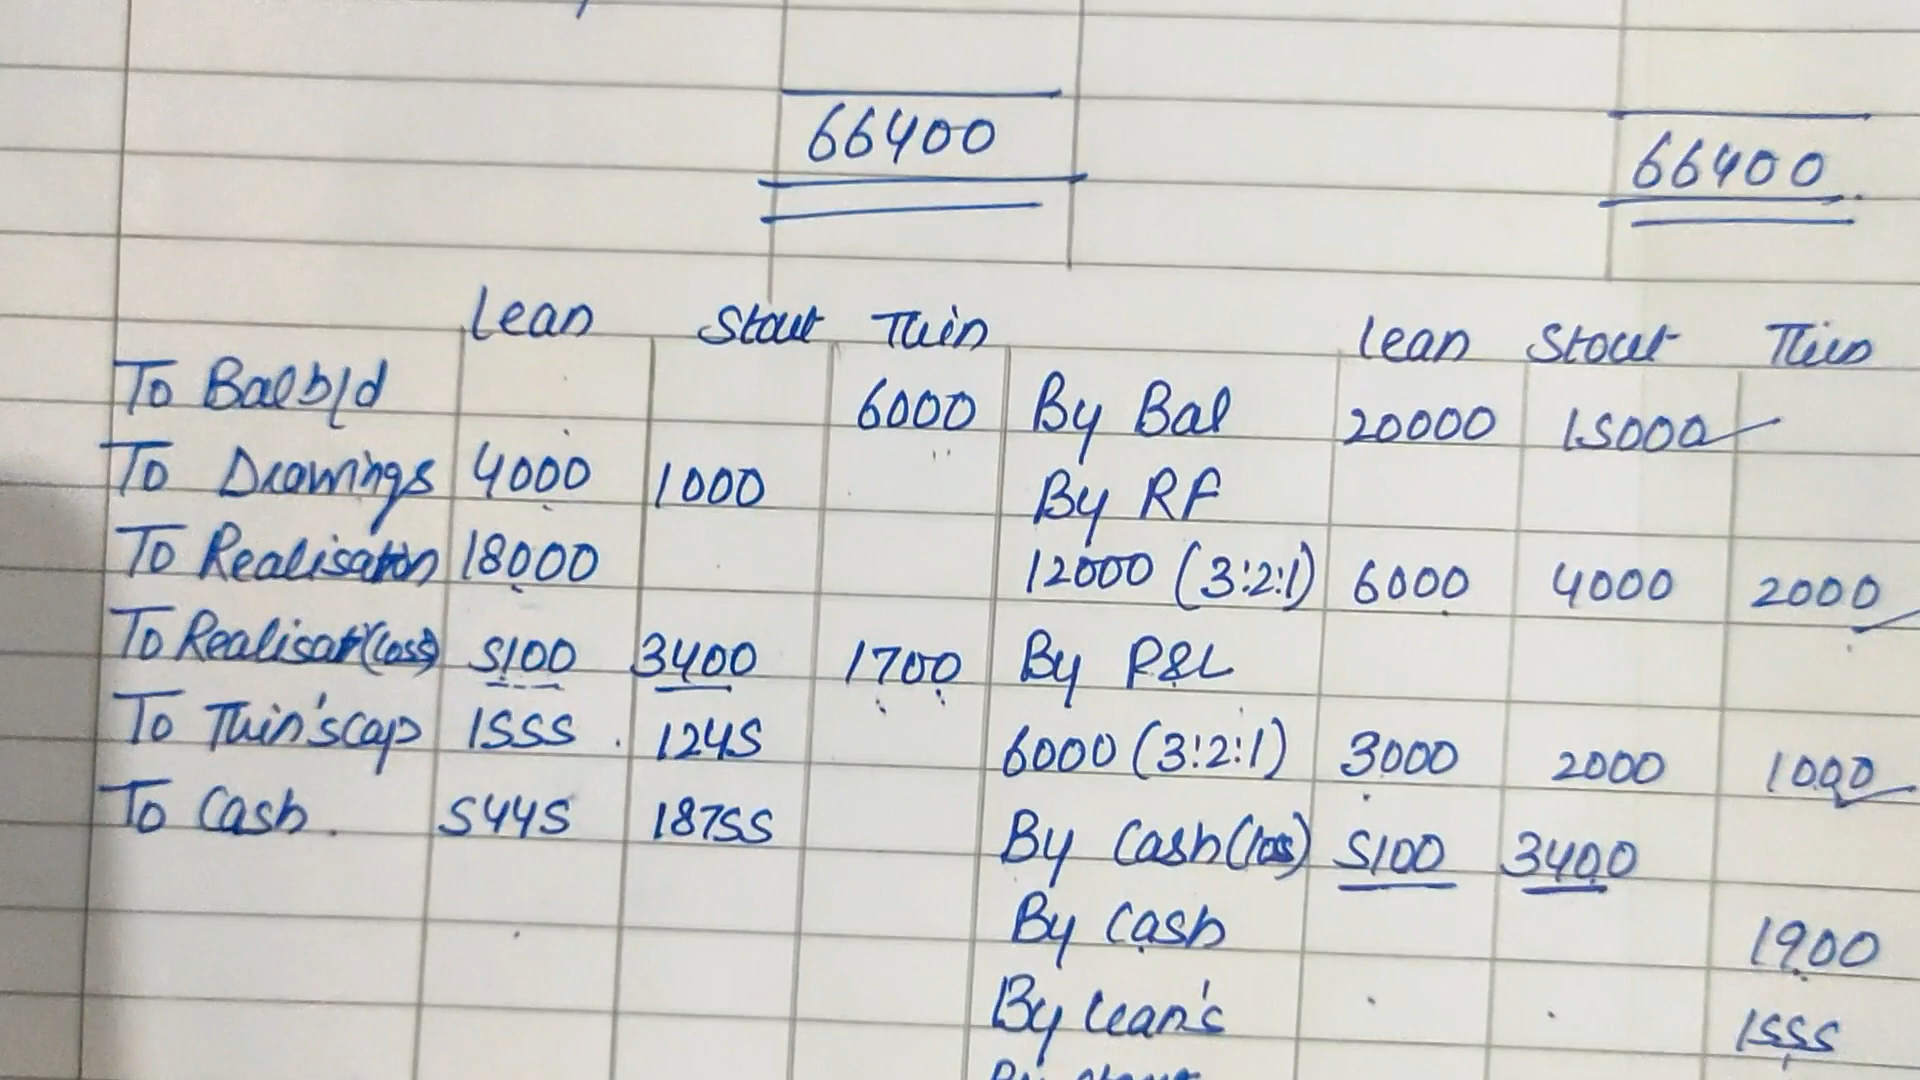 66400 66400
Lean Stout Thin Lean Stout Thin
To Bal b/d 6000 By Bal 20000 15000
To Drawings 4000 1000 By RF
To Realisation 18000 12000 (3:2:1) 6000 4000 2000
To Realisat(loss) 5100 3400 1700 By P&L
To Thin's cap 1555 1245 6000 (3:2:1) 3000 2000 1000
To Cash. 5445 18755 By Cash(loss) 5100 3400
By Cash 1900
By Lean's 1555